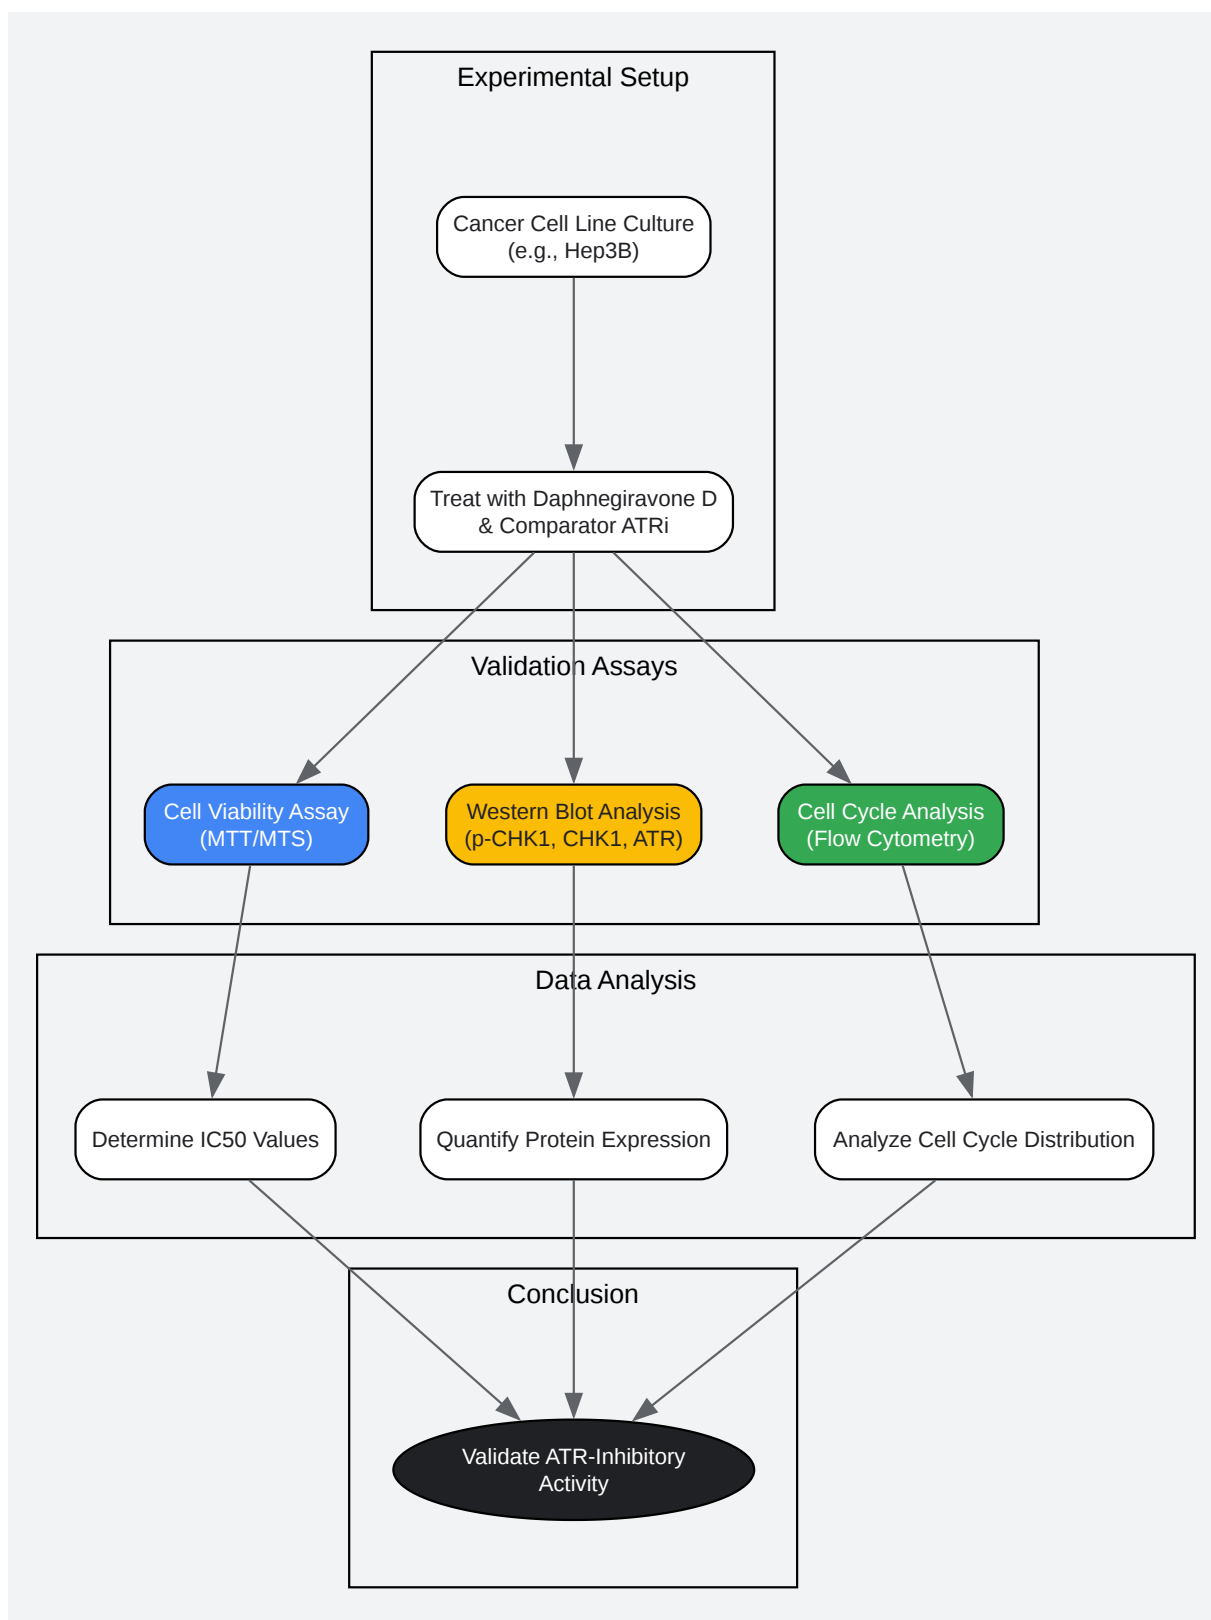 Experimental Setup
Cancer Cell Line Culture
(e.g., Hep3B)
Treat with Daphnegiravone D
& Comparator ATRi
Validation Assays
Cell Viability Assay
(MTT/MTS)
Western Blot Analysis
(p-CHK1, CHK1, ATR)
Cell Cycle Analysis
(Flow Cytometry)
Data Analysis
Determine IC50 Values
Quantify Protein Expression
Analyze Cell Cycle Distribution
Conclusion
Validate ATR-Inhibitory
Activity